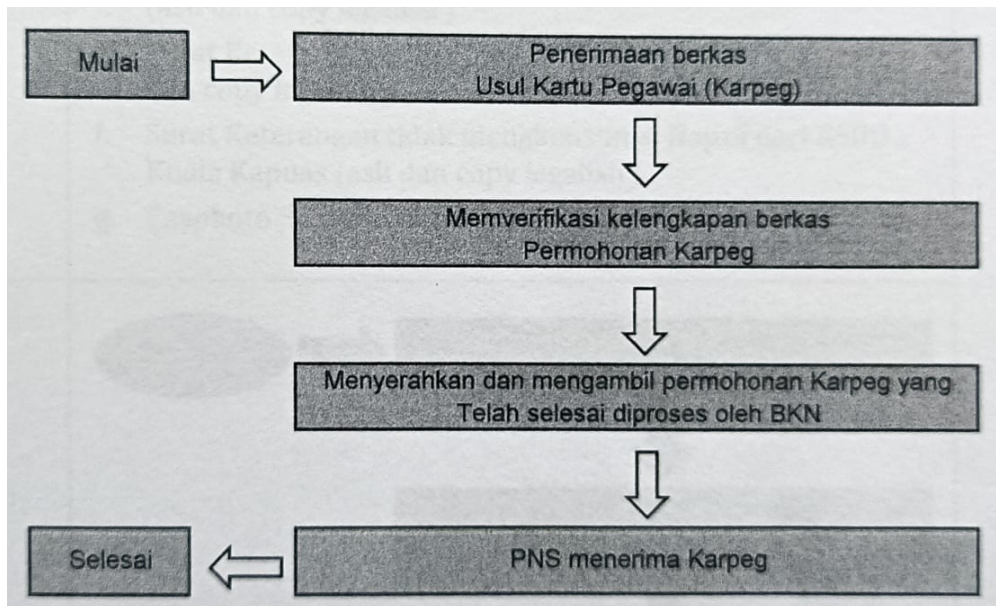 Mulai
Penerimaan berkas
Usul Kartu Pegawai (Karpeg)
Memverifikasi kelengkapan berkas
Permohonan Karpeg
Menyerahkan dan mengambil permohonan Karpeg yang
Telah selesai diproses oleh BKN
PNS menerima Karpeg
Selesai